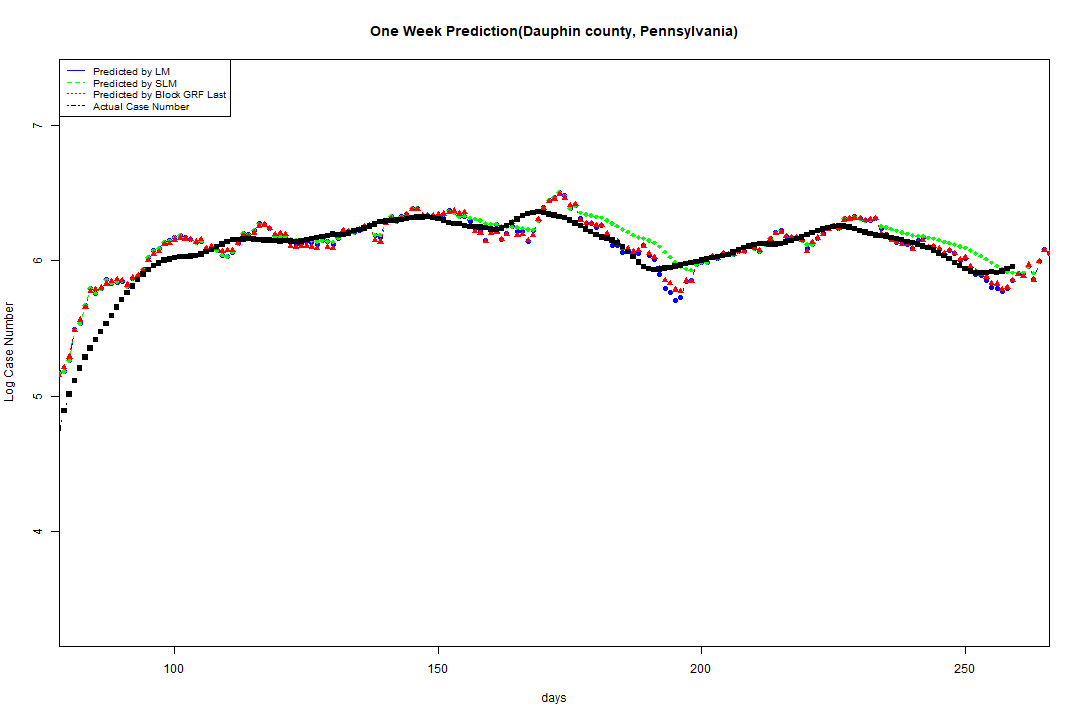 One Week Prediction(Dauphin county, Pennsylvania)
Predicted by LM
Predicted by SLM
Predicted by Block GRF Last
Actual Case Number
7
6
5
4
Log Case Number
100
150
200
250
days